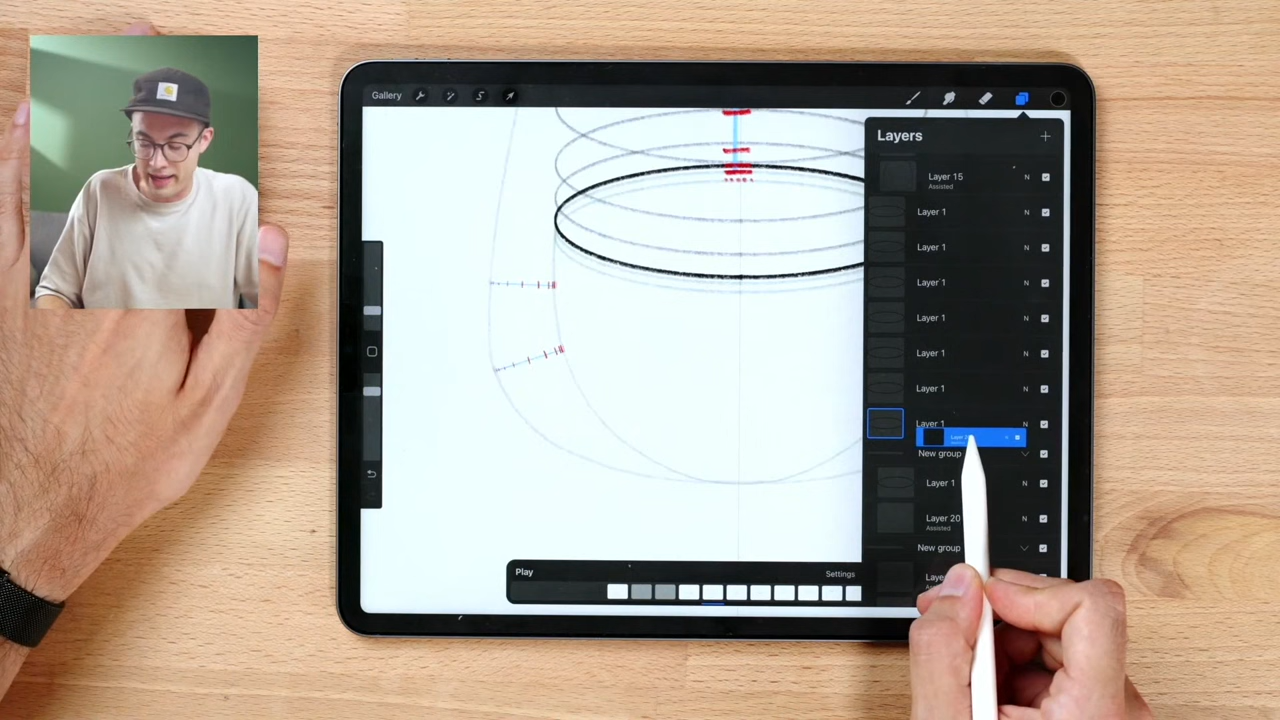 Gallery
Layers
Layer 15 N
Assisted
Layer 1 N
Layer 1 N
Layer 1 N
Layer 1 N
Layer 1 N
Layer 1 N
Layer 1 N
New group
Layer 1 N
Layer 20 N
Assisted
New group
Play
Settings